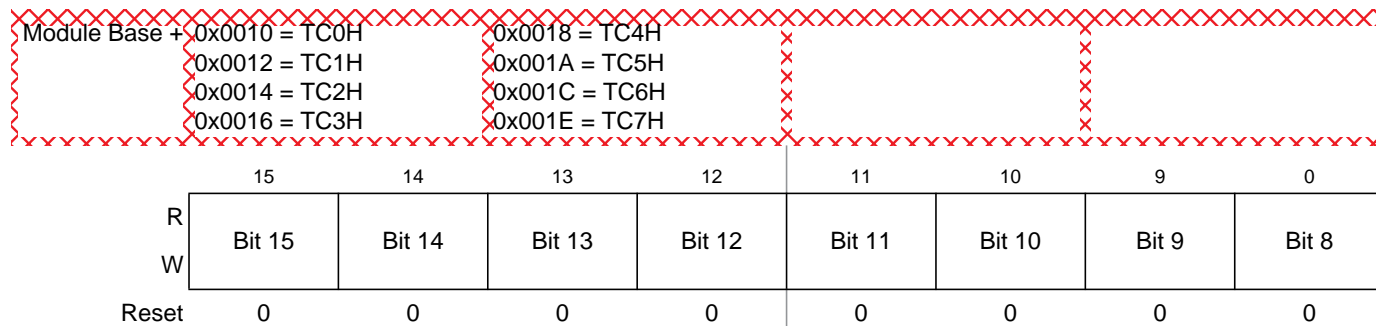 Module Base + 0x0010 = TC0H 0x0018 = TC4H
0x0012 = TC1H 0x001A = TC5H
0x0014 = TC2H 0x001C = TC6H
0x0016 = TC3H 0x001E = TC7H
15 14 13 12 11 10 9 0
R
Bit 15 Bit 14 Bit 13 Bit 12 Bit 11 Bit 10 Bit 9 Bit 8
W
Reset 0 0 0 0 0 0 0 0